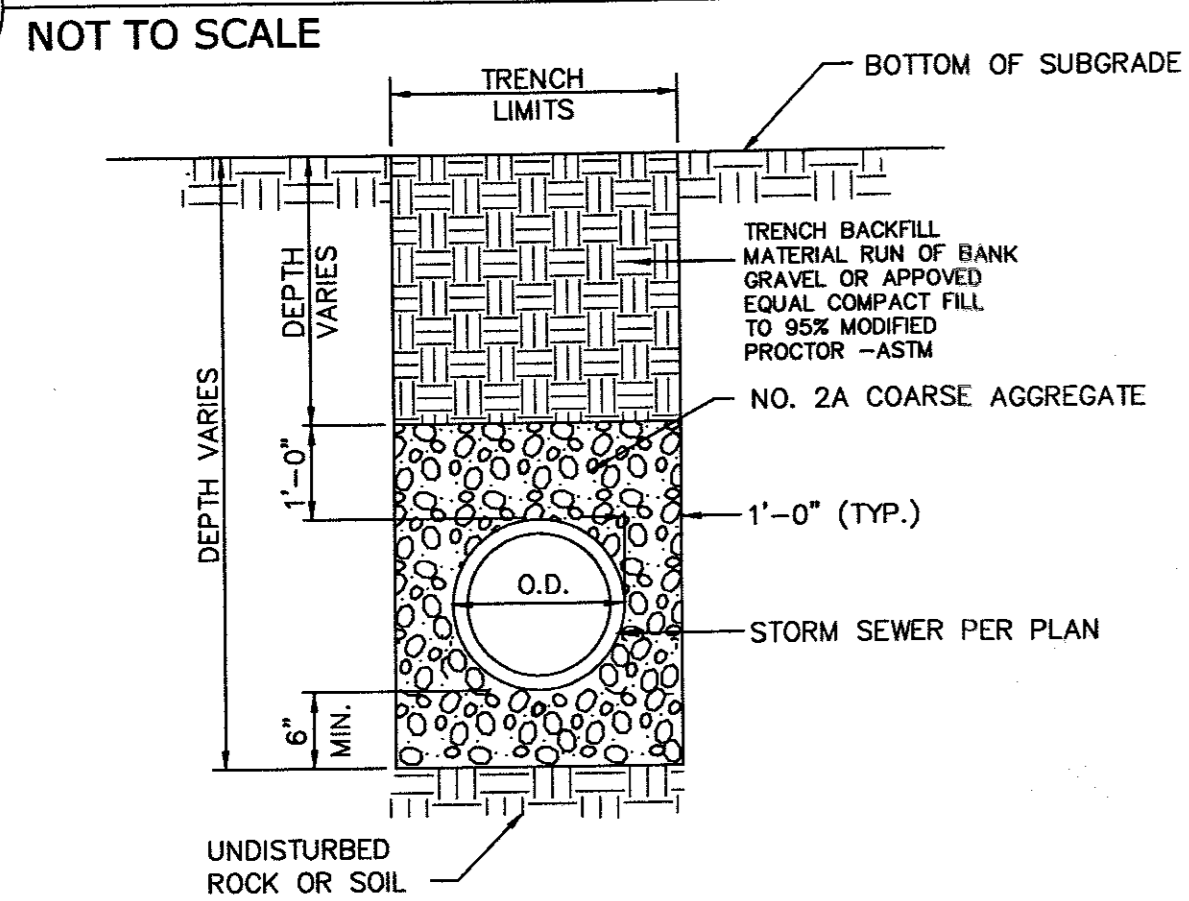 NOT TO SCALE
TRENCH
LIMITS
BOTTOM OF SUBGRADE
DEPTH VARIES
DEPTH
VARIES
TRENCH BACKFILL
MATERIAL RUN OF BANK
GRAVEL OR APPOVED
EQUAL COMPACT FILL
TO 95% MODIFIED
PROCTOR -ASTM
NO. 2A COARSE AGGREGATE
1'-0"
1'-0" (TYP.)
O.D.
STORM SEWER PER PLAN
6"
MIN.
UNDISTURBED
ROCK OR SOIL